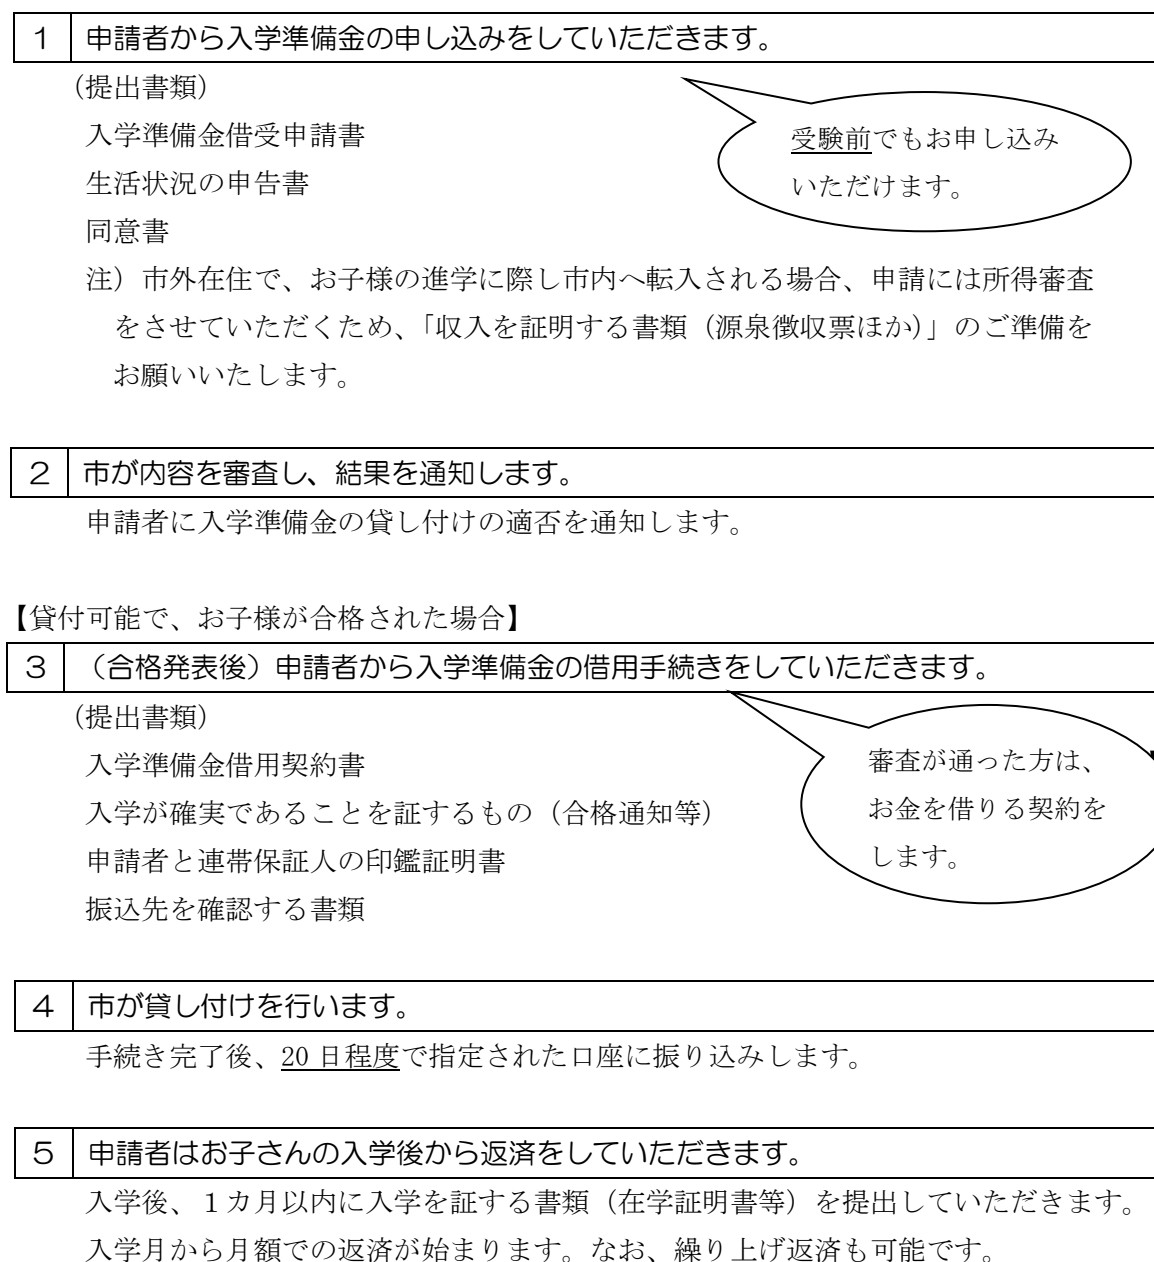 1 申請者から入学準備金の申し込みをしていただきます。
（提出書類）
入学準備金借受申請書
生活状況の申告書
同意書
受験前でもお申し込み
いただけます。
注）市外在住で、お子様の進学に際し市内へ転入される場合、申請には所得審査
をさせていただくため、「収入を証明する書類（源泉徴収票ほか）」のご準備を
お願いいたします。
2 市が内容を審査し、結果を通知します。
申請者に入学準備金の貸し付けの適否を通知します。
【貸付可能で、お子様が合格された場合】
3 （合格発表後）申請者から入学準備金の借用手続きをしていただきます。
（提出書類）
入学準備金借用契約書
入学が確実であることを証するもの（合格通知等）
申請者と連帯保証人の印鑑証明書
振込先を確認する書類
審査が通った方は、
お金を借りる契約を
します。
4 市が貸し付けを行います。
手続き完了後、20 日程度で指定された口座に振り込みします。
5 申請者はお子さんの入学後から返済をしていただきます。
入学後、１カ月以内に入学を証する書類（在学証明書等）を提出していただきます。
入学月から月額での返済が始まります。なお、繰り上げ返済も可能です。